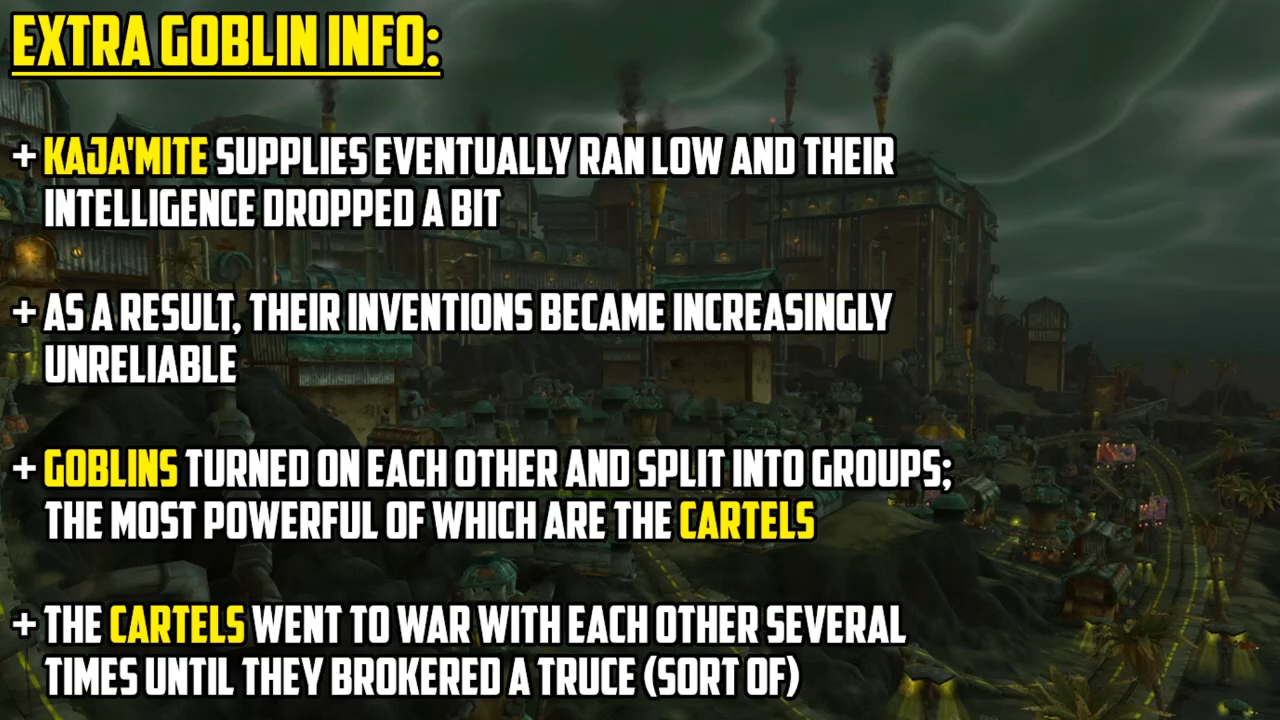 EXTRA GOBLIN INFO:
+ KAJA'MITE SUPPLIES EVENTUALLY RAN LOW AND THEIR
INTELLIGENCE DROPPED A BIT
+ AS A RESULT, THEIR INVENTIONS BECAME INCREASINGLY
UNRELIABLE
+ GOBLINS TURNED ON EACH OTHER AND SPLIT INTO GROUPS;
THE MOST POWERFUL OF WHICH ARE THE CARTELS
+ THE CARTELS WENT TO WAR WITH EACH OTHER SEVERAL
TIMES UNTIL THEY BROKERED A TRUCE (SORT OF)